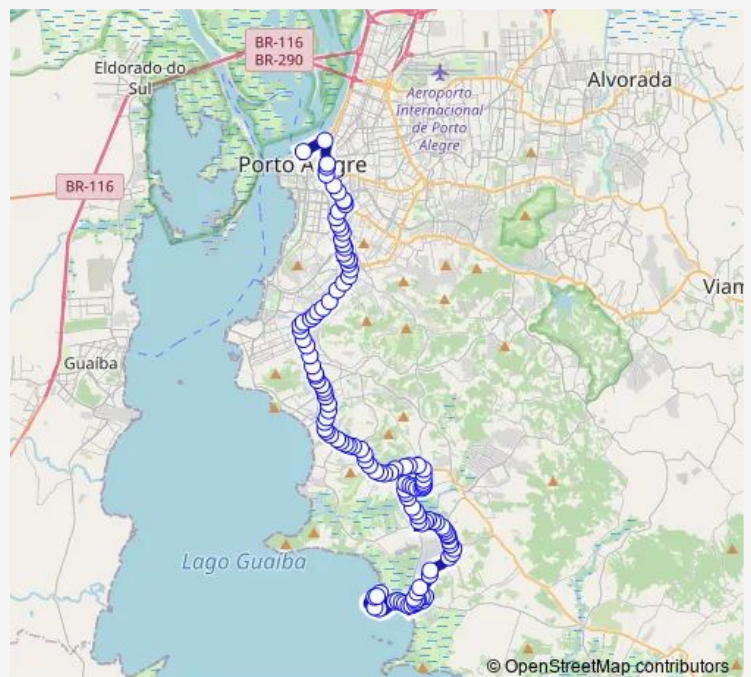 BR-116
BR-290
Eldorado do
Sul
Alvorada
Aeroporto
Internacional
de Porto
Alegre
Porto Alegre
BR-116
Viam
Guaíba
Lago Guaíba
© OpenStreetMap contributors